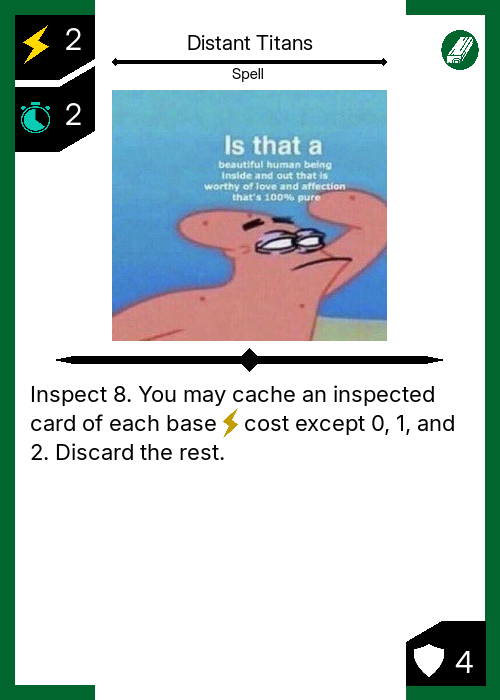 2
Distant Titans
Spell
2
Is that a
beautiful human being
Inside and out that is
worthy of love and affection
that's 100% pure
Inspect 8. You may cache an inspected
card of each base cost except 0, 1, and
2. Discard the rest.
4